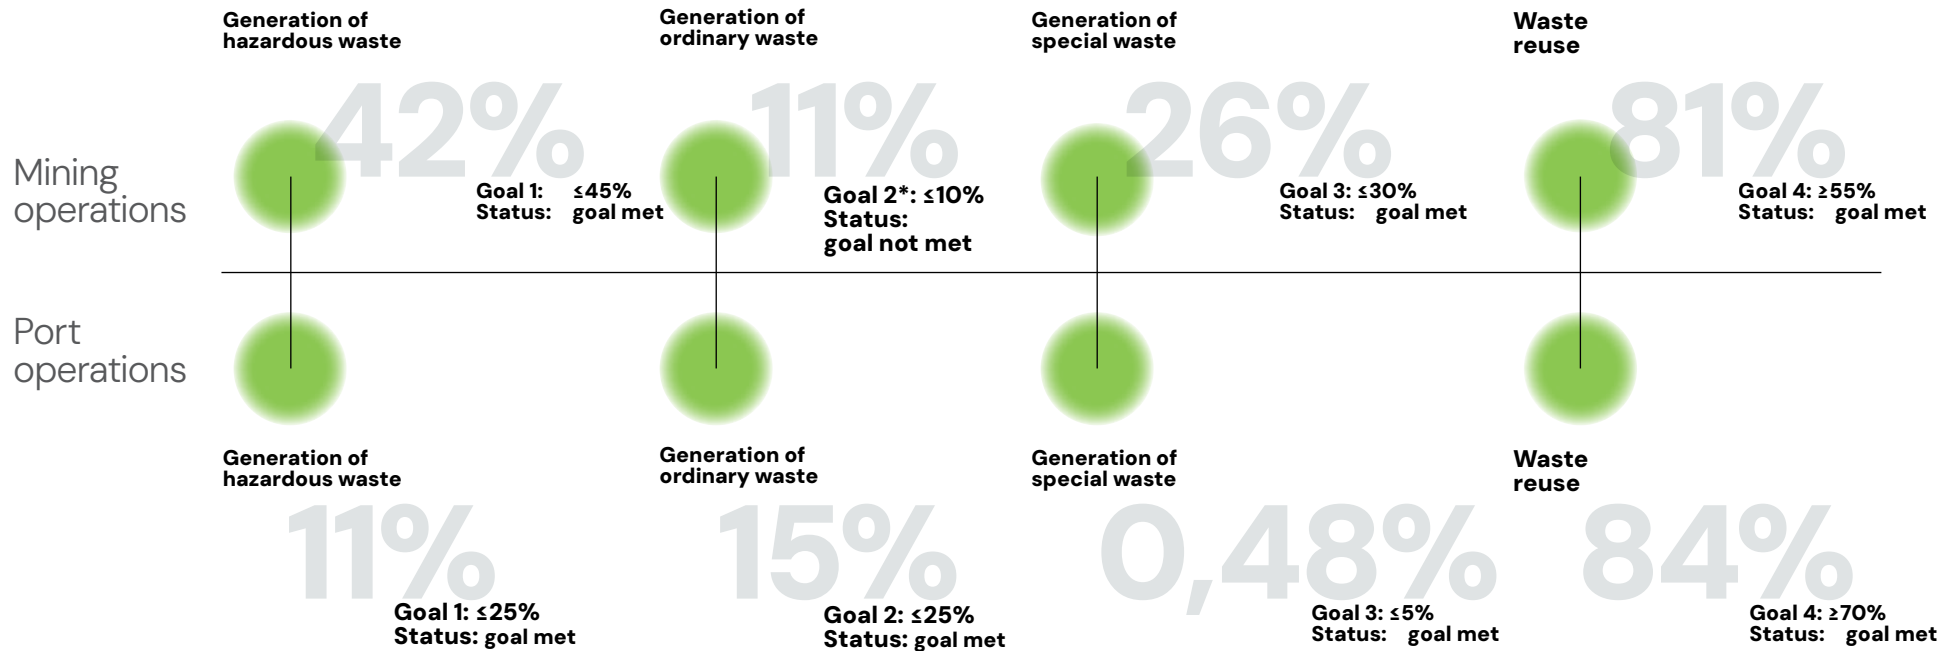 Generation of
hazardous waste
42%
Goal 1: ≤45%
Status: goal met
Generation of
ordinary waste
11%
Goal 2*: ≤10%
Status:
goal not met
Generation of
special waste
26%
Goal 3: ≤30%
Status: goal met
Waste
reuse
81%
Goal 4: ≥55%
Status: goal met
Mining
operations
Port
operations
Generation of
hazardous waste
11%
Goal 1: ≤25%
Status: goal met
Generation of
ordinary waste
15%
Goal 2: ≤25%
Status: goal met
Generation of
special waste
0,48%
Goal 3: ≤5%
Status: goal met
Waste
reuse
84%
Goal 4: ≥70%
Status: goal met